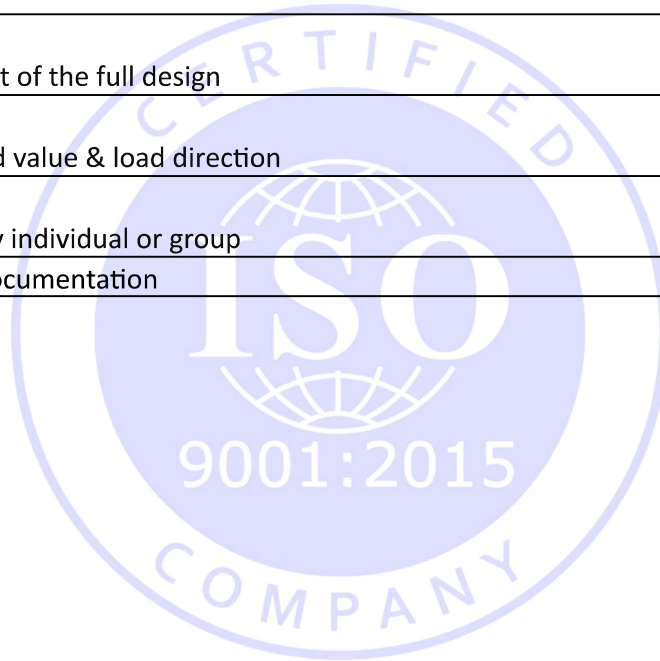 CERTIFIED
t of the full design
d value & load direction
y individual or group
ocumentation
ISO
9001:2015
COMPANY